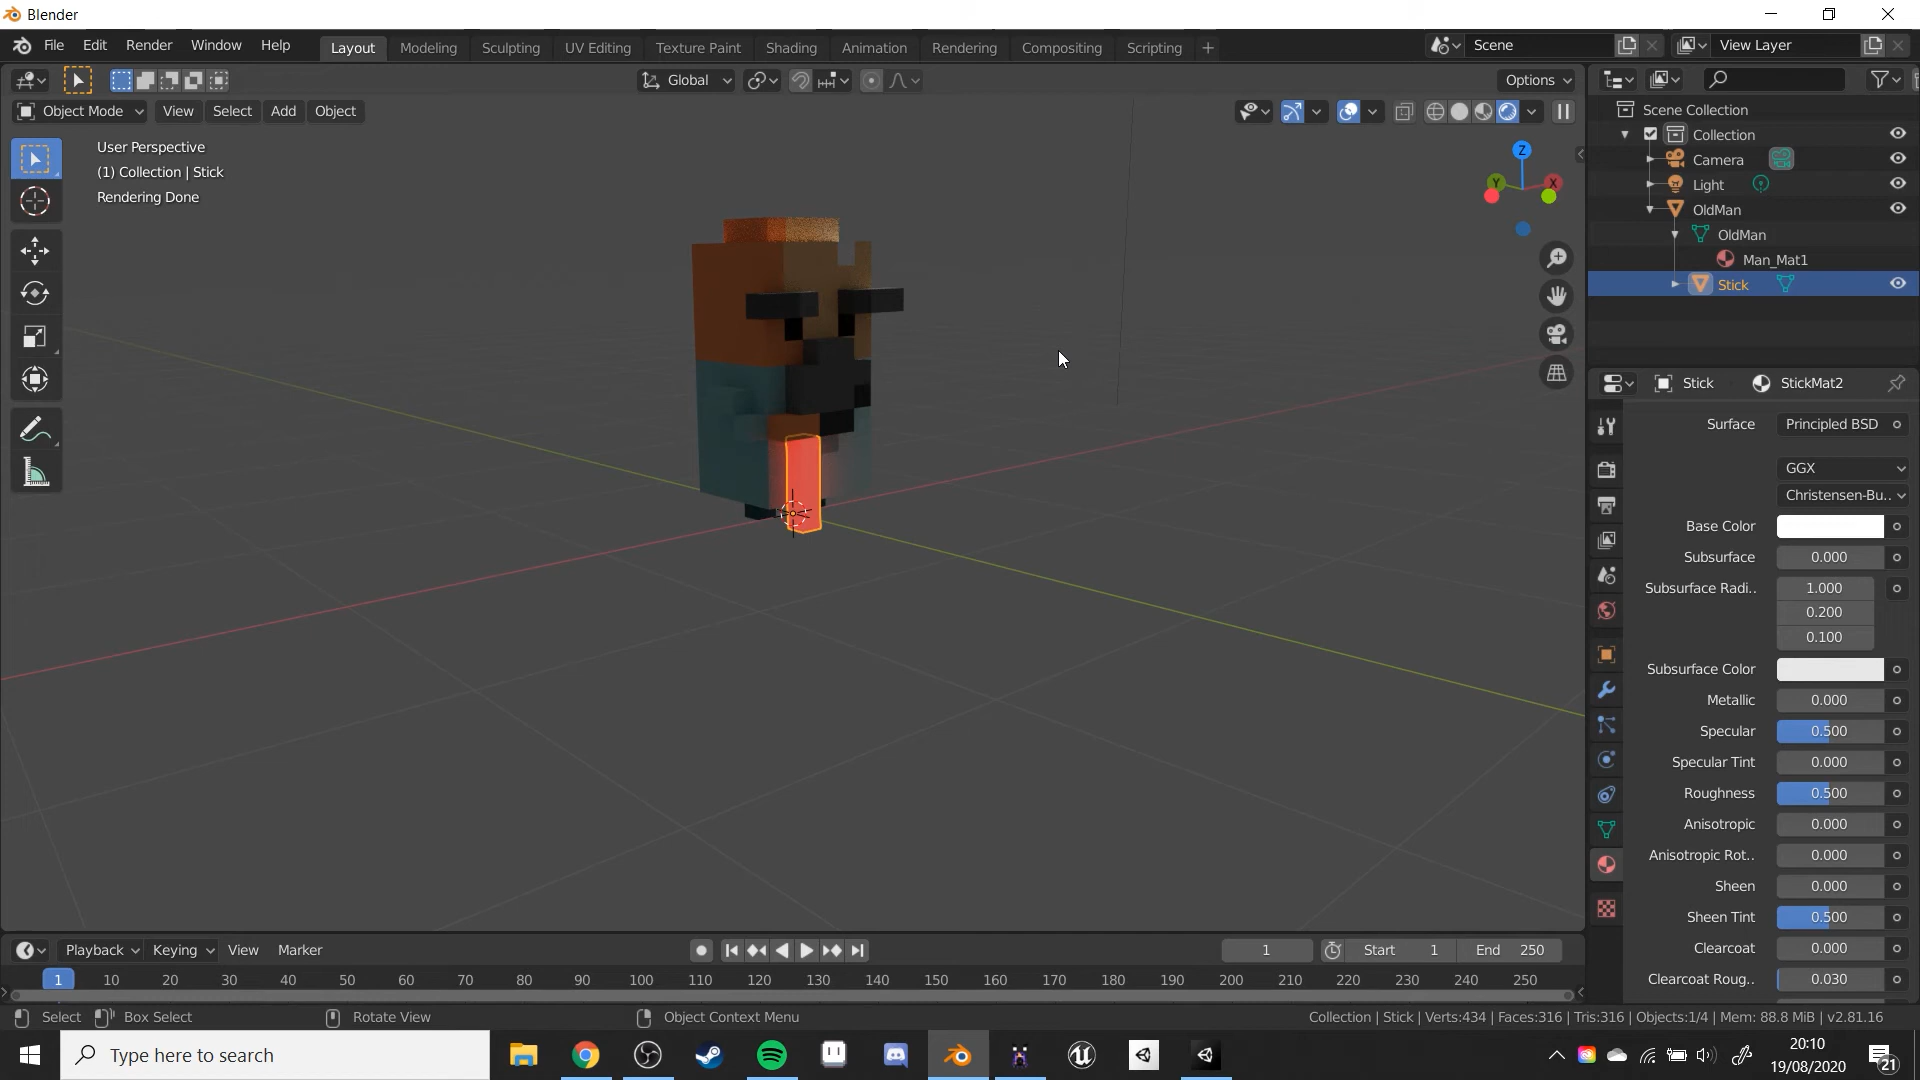 Blender
File Edit Render Window Help Layout Modeling Sculpting UV Editing Texture Paint Shading Animation Rendering Compositing Scripting + Scene View Layer
Global Options
Object Mode View Select Add Object
User Perspective
(1) Collection | Stick
Rendering Done
Z
Y
X
Scene Collection
Collection
Camera
Light
OldMan
OldMan
Man_Mat1
Stick
Stick StickMat2
Surface Principled BSD
GGX
Christensen-Bu..
Base Color
Subsurface 0.000
Subsurface Radi.. 1.000
0.200
0.100
Subsurface Color
Metallic 0.000
Specular 0.500
Specular Tint 0.000
Roughness 0.500
Anisotropic 0.000
Anisotropic Rot.. 0.000
Sheen 0.000
Sheen Tint 0.500
Clearcoat 0.000
Clearcoat Roug.. 0.030
Playback Keying View Marker 1 Start 1 End 250
1 10 20 30 40 50 60 70 80 90 100 110 120 130 140 150 160 170 180 190 200 210 220 230 240 250
Select Box Select Rotate View Object Context Menu Collection | Stick | Verts:434 | Faces:316 | Tris:316 | Objects:1/4 | Mem: 88.8 MiB | v2.81.16
Type here to search
20:10
19/08/2020
21